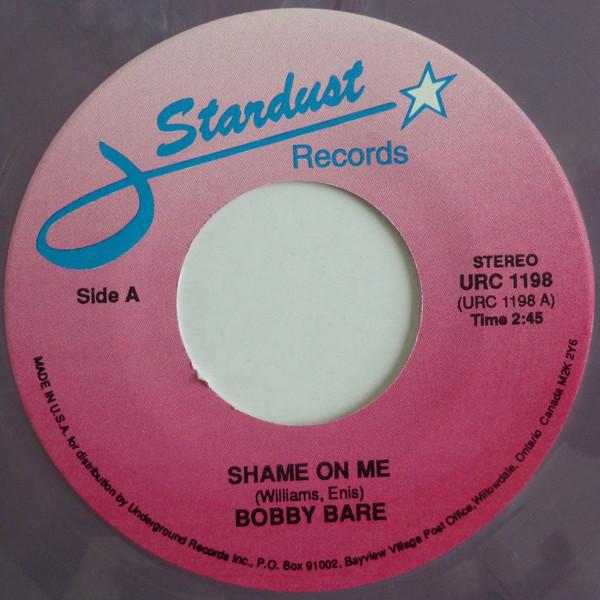 Stardust
Records
Side A
STEREO
URC 1198
(URC 1198 A)
Time 2:45
SHAME ON ME
(Williams, Enis)
BOBBY BARE
MADE IN U.S.A. for distribution by Underground Records Inc., P.O. Box 91002, Bayview Village Post Office, Willowdale, Ontario Canada M2K 2Y6